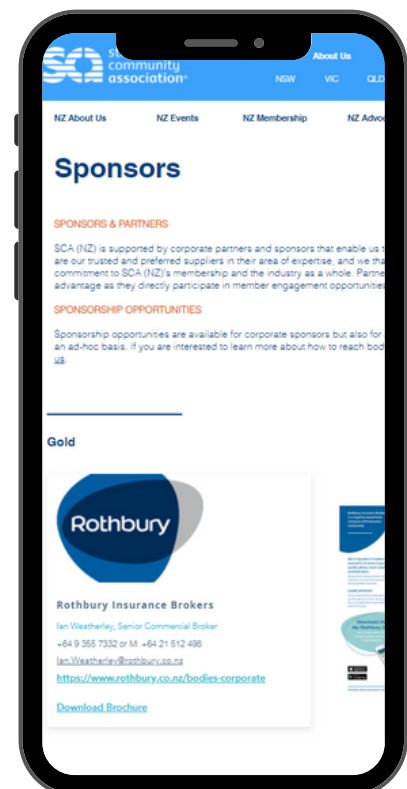 SCA
community
association
About Us
NSW VIC QLD
NZ About Us NZ Events NZ Membership NZ
Sponsors
SPONSORS & PARTNERS
SCA (NZ) is supported by corporate partners and sponsors that enable us
are our trusted and preferred suppliers in their area of expertise, and we
commitment to SCA (NZ)'s membership and the industry as a whole.
advantage as they directly participate in member engagement opportunities
SPONSORSHIP OPPORTUNITIES
Sponsorship opportunities are available for corporate sponsors but also for
an ad-hoc basis. If you are interested to learn more about how to reach
us.
Gold
Rothbury
Rothbury Insurance Brokers
Ian Weatherley, Senior Commercial Broker
+64 9 355 7332 or M: +64 21 512 498
Ian.Weatherley@rothbury.co.nz
https://www.rothbury.co.nz/bodies-corporate
Download Brochure